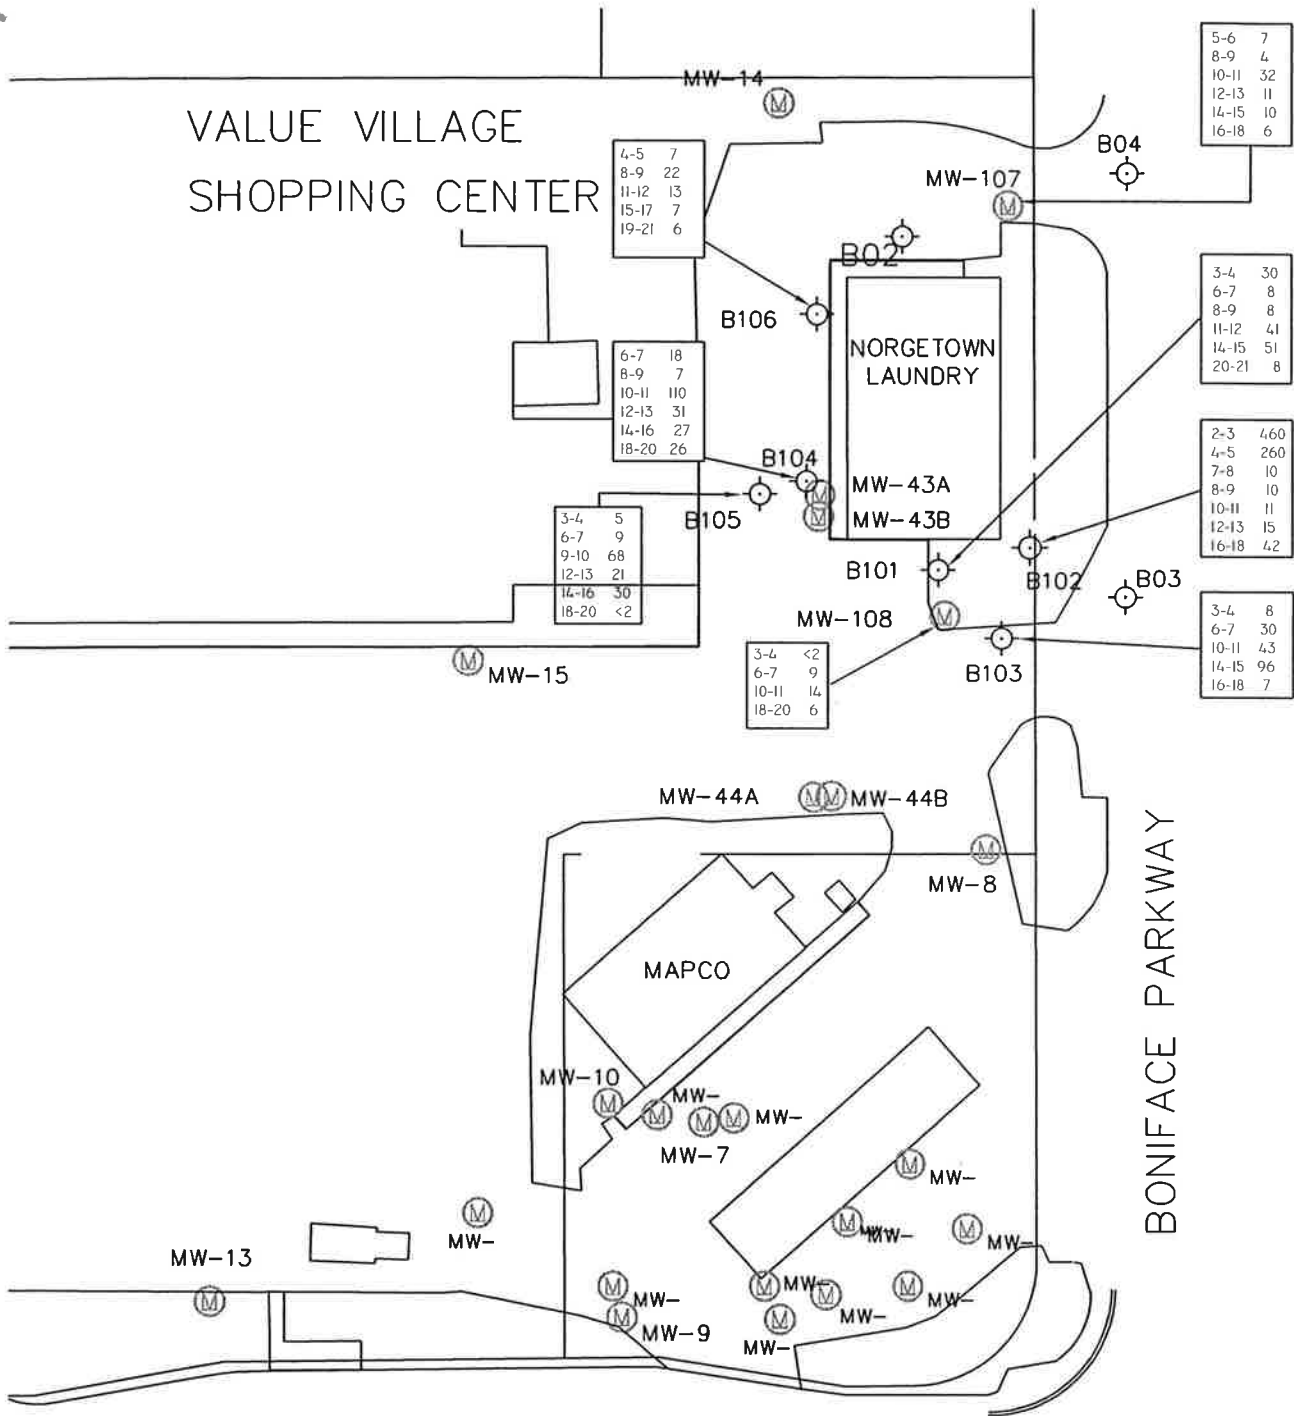 MW-14
VALUE VILLAGE
SHOPPING CENTER
4-5 7
8-9 22
11-12 13
15-17 7
19-21 6
5-6 7
8-9 4
10-11 32
12-13 11
14-15 10
16-18 6
B04
MW-107
B02
B106
NORGETOWN
LAUNDRY
3-4 30
6-7 8
8-9 8
11-12 41
14-15 51
20-21 8
6-7 18
8-9 7
10-11 110
12-13 31
14-16 27
18-20 26
B104
MW-43A
MW-43B
B105
2-3 460
4-5 260
7-8 10
8-9 10
10-11 11
12-13 15
16-18 42
3-4 5
6-7 9
9-10 68
12-13 21
14-16 30
18-20 <2
B101
B102
B03
MW-108
3-4 8
6-7 30
10-11 43
14-15 96
16-18 7
3-4 <2
6-7 9
10-11 14
18-20 6
B103
MW-15
MW-44A
MW-44B
MW-8
MAPCO
BONIFACE PARKWAY
MW-10
MW-
MW-
MW-7
MW-
MW-
MW-
MW-
MW-13
MW-
MW-
MW-
MW-
MW-9
MW-